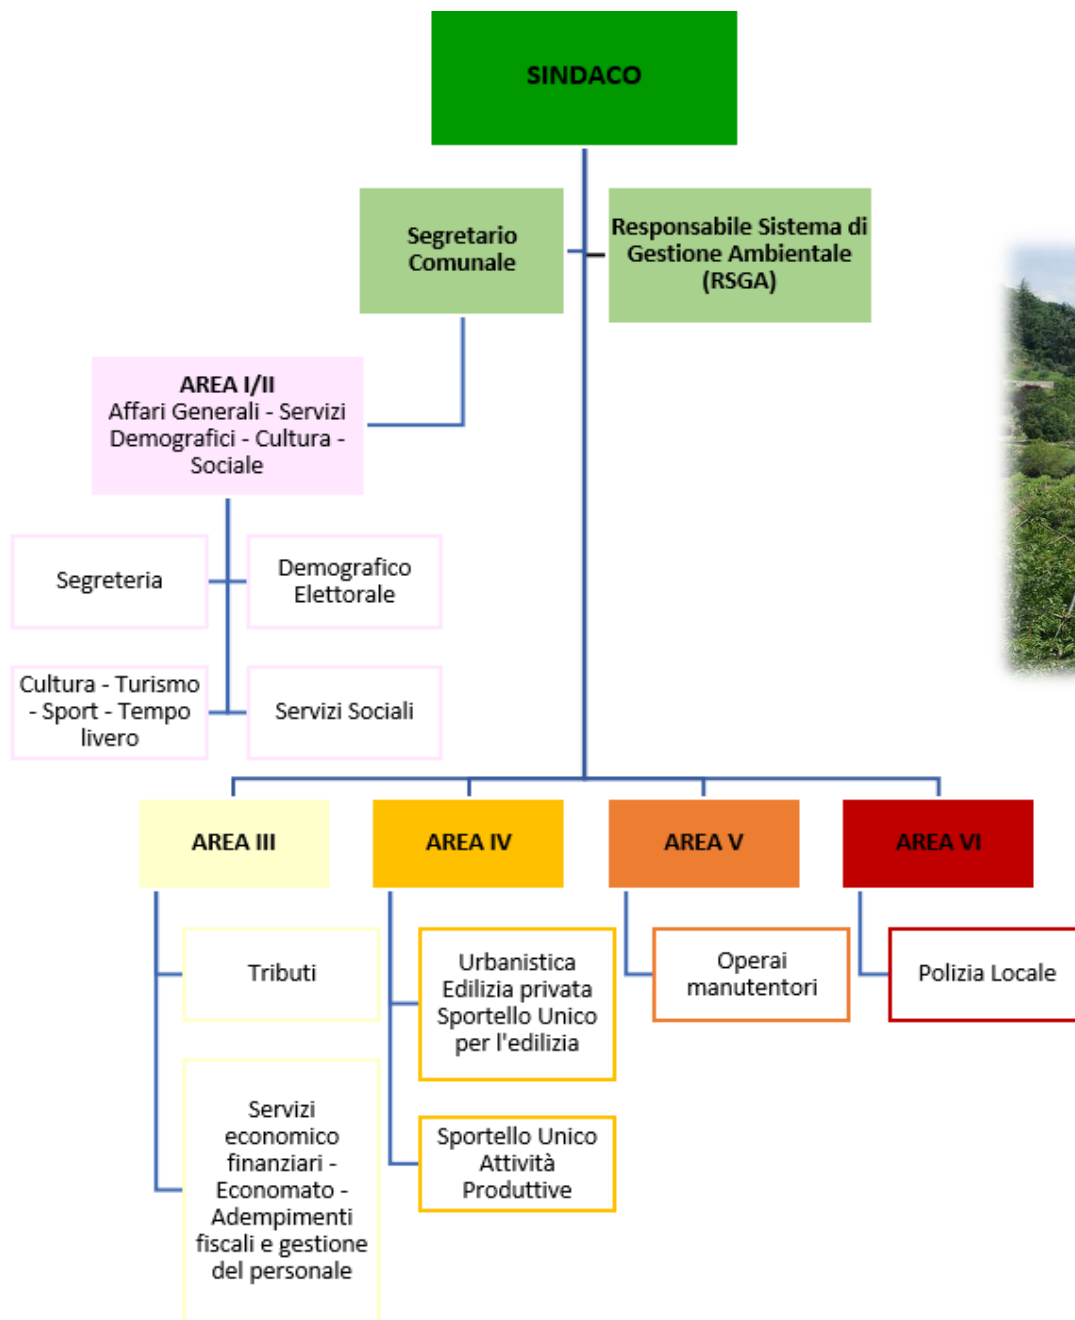 SINDACO
Segretario
Comunale
Responsabile Sistema di
Gestione Ambientale
(RSGA)
AREA I/II
Affari Generali - Servizi
Demografici - Cultura -
Sociale
Segreteria
Demografico
Elettorale
Cultura - Turismo
- Sport - Tempo
livero
Servizi Sociali
AREA III
AREA IV
AREA V
AREA VI
Tributi
Urbanistica
Edilizia privata
Sportello Unico
per l'edilizia
Operai
manutentori
Polizia Locale
Servizi
economico
finanziari -
Economato -
Adempimenti
fiscali e gestione
del personale
Sportello Unico
Attività
Produttive